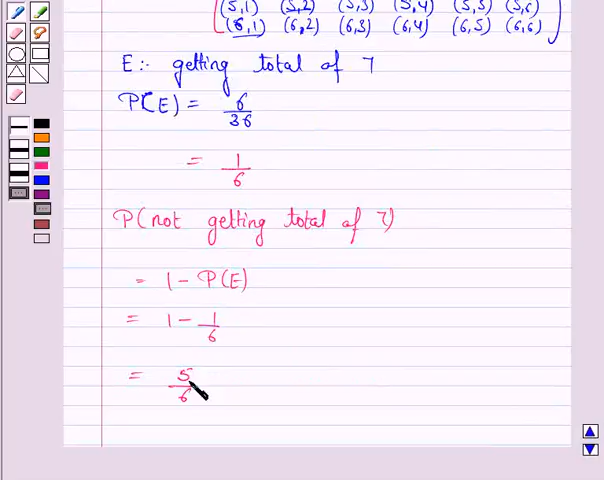 (5,1) (5,2) (5,3) (5,4) (5,5) (5,6)
(6,1) (6,2) (6,3) (6,4) (6,5) (6,6)
E:- getting total of 7
P(E) = 6/36
= 1/6
P(not getting total of 7)
= 1 - P(E)
= 1 - 1/6
= 5/6